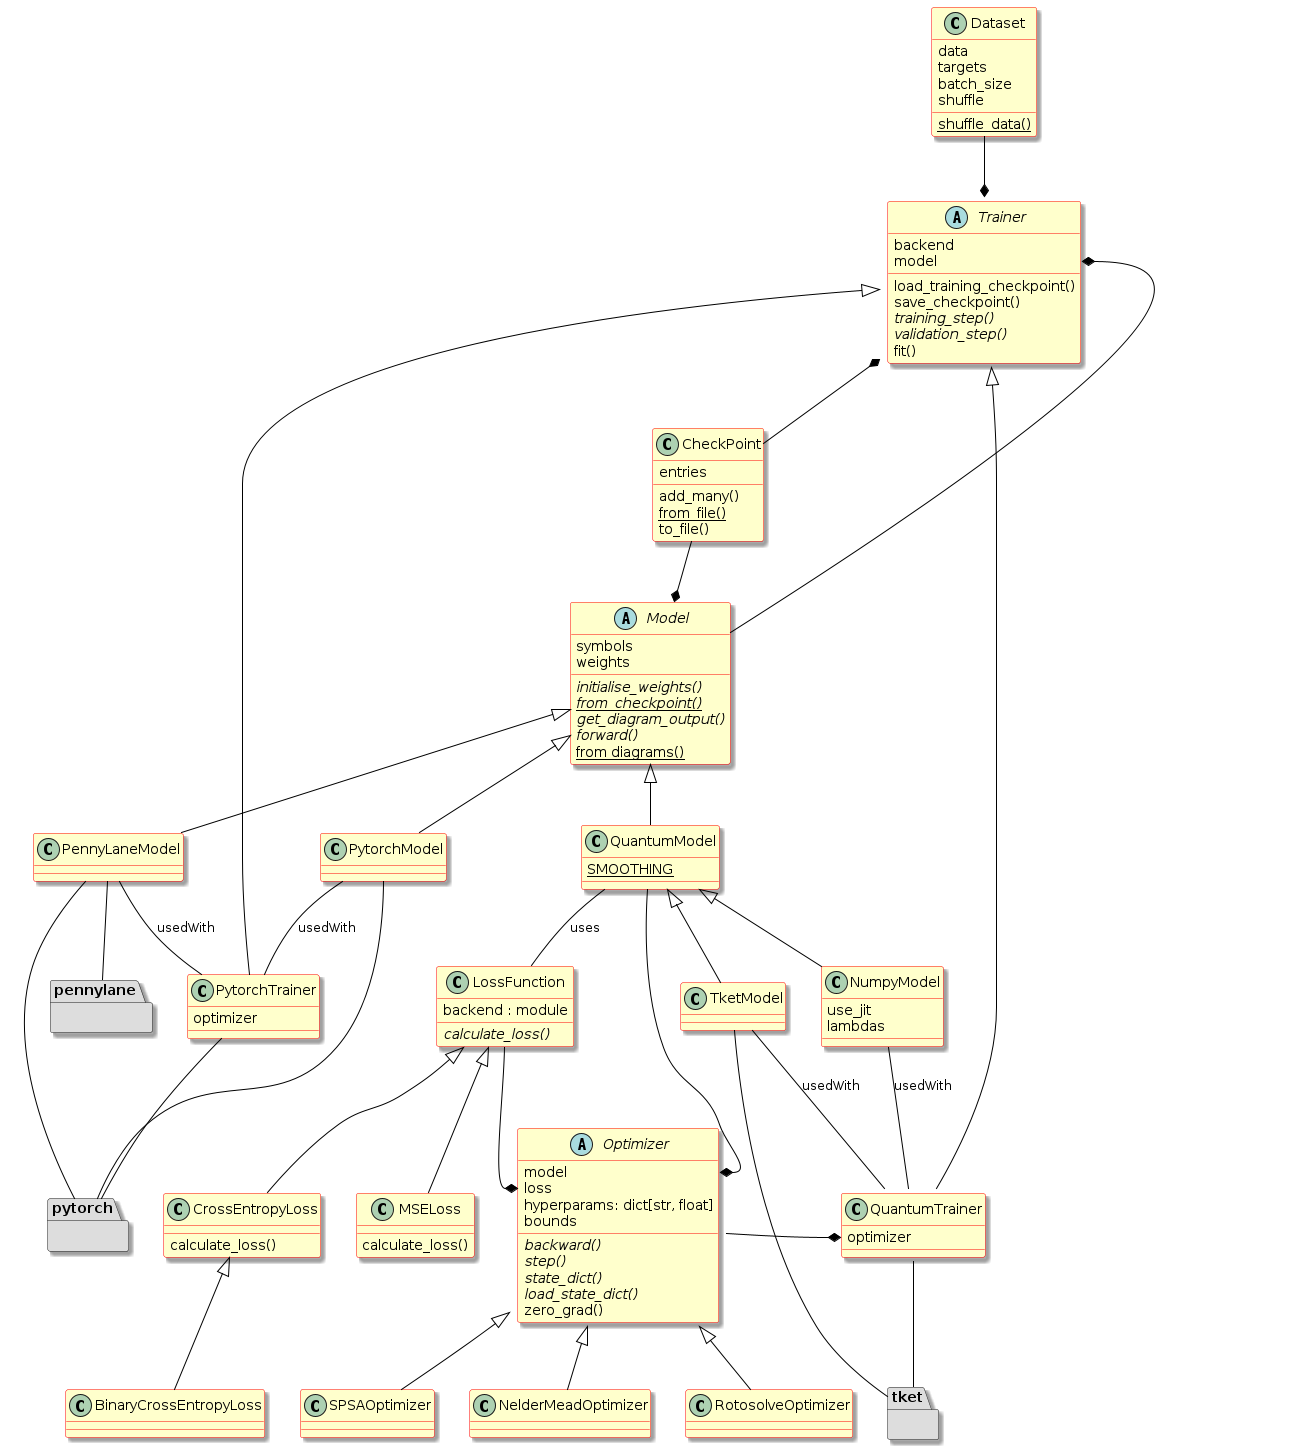 C Dataset
data
targets
batch_size
shuffle
shuffle_data()
A Trainer
backend
model
load_training_checkpoint()
save_checkpoint()
training_step()
validation_step()
fit()
C CheckPoint
entries
add_many()
from_file()
to_file()
A Model
symbols
weights
initialise_weights()
from_checkpoint()
get_diagram_output()
forward()
from_diagrams()
C PennyLaneModel
C PytorchModel
C QuantumModel
SMOOTHING
usedWith
usedWith
uses
pennylane
C PytorchTrainer
optimizer
C LossFunction
backend : module
calculate_loss()
C TketModel
C NumpyModel
use_jit
lambdas
usedWith
usedWith
A Optimizer
model
loss
hyperparams: dict[str, float]
bounds
backward()
step()
state_dict()
load_state_dict()
zero_grad()
pytorch
C CrossEntropyLoss
calculate_loss()
C MSELoss
calculate_loss()
C QuantumTrainer
optimizer
C BinaryCrossEntropyLoss
C SPSAOptimizer
C NelderMeadOptimizer
C RotosolveOptimizer
tket